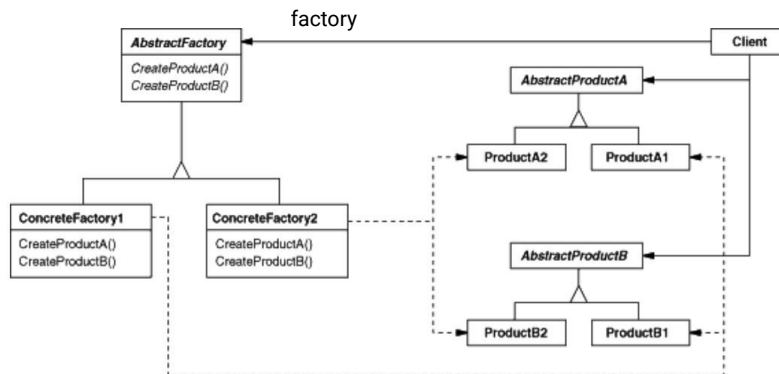 factory
AbstractFactory
CreateProductA()
CreateProductB()
Client
AbstractProductA
ProductA2
ProductA1
ConcreteFactory1
CreateProductA()
CreateProductB()
ConcreteFactory2
CreateProductA()
CreateProductB()
AbstractProductB
ProductB2
ProductB1